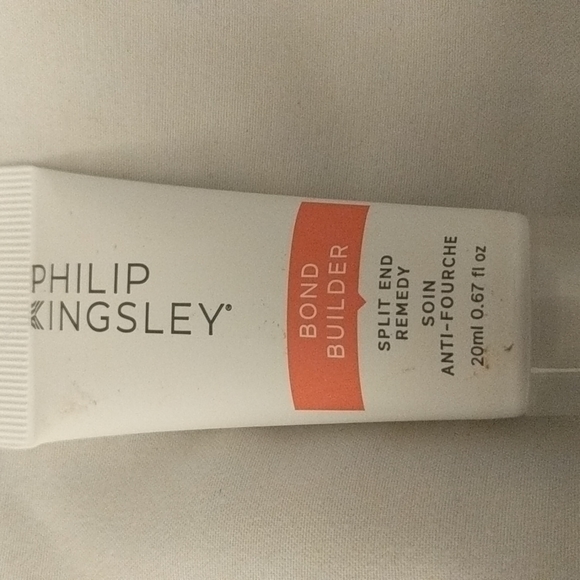 PHILIP
KINGSLEY®
BOND
BUILDER
SPLIT END
REMEDY
SOIN
ANTI-FOURCHE
20ml 0.67 fl oz